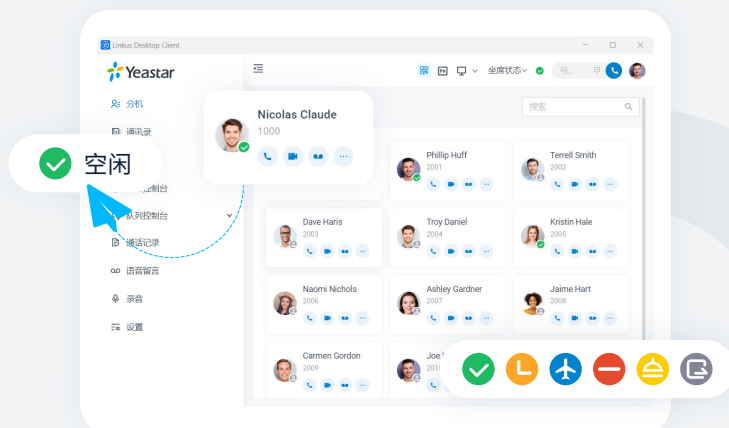 Linkus Desktop Client
Yeastar
坐席状态
号...
分机
搜索
Nicolas Claude
1000
通讯录
空闲
Phillip Huff
2001
Terrell Smith
2002
控制台
队列控制台
Dave Haris
2003
Troy Daniel
2004
Kristin Hale
2005
通话记录
语音留言
录音
设置
Naomi Nichols
2006
Ashley Gardner
2007
Jaime Hart
2008
Carmen Gordon
2009
Joe
2010